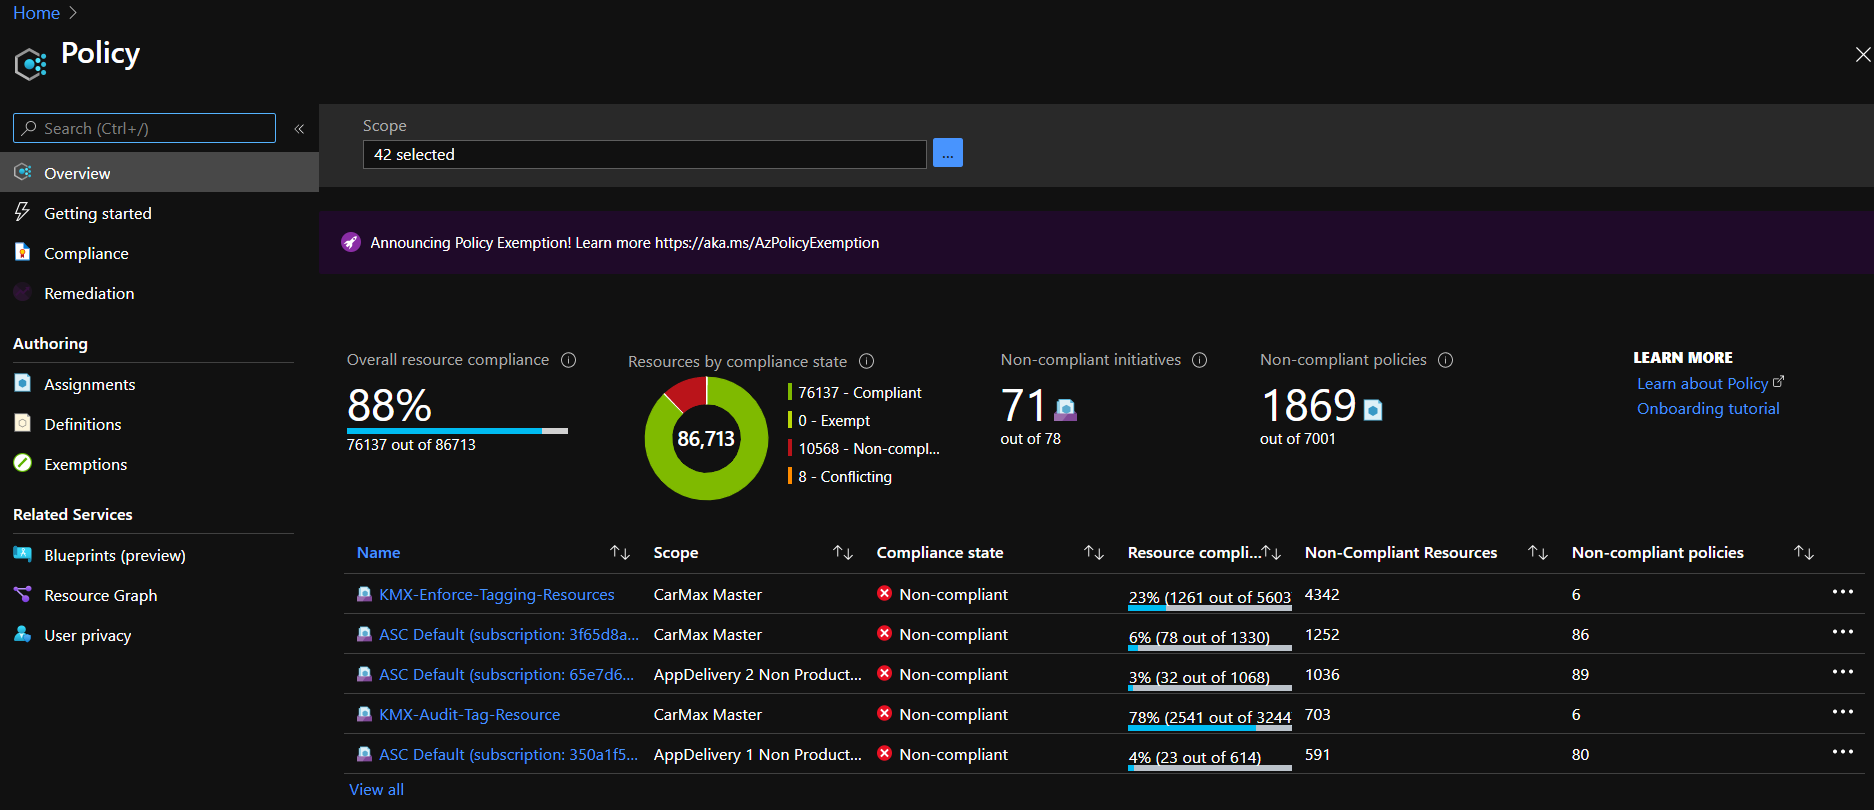 Home
Policy
Search (Ctrl+/)
Overview
Getting started
Compliance
Remediation
Authoring
Assignments
Definitions
Exemptions
Related Services
Blueprints (preview)
Resource Graph
User privacy
Scope
42 selected
...
Announcing Policy Exemption! Learn more https://aka.ms/AzPolicyExemption
Overall resource compliance
88%
76137 out of 86713
Resources by compliance state
86,713
76137 - Compliant
0 - Exempt
10568 - Non-compl...
8 - Conflicting
Non-compliant initiatives
71
out of 78
Non-compliant policies
1869
out of 7001
LEARN MORE
Learn about Policy
Onboarding tutorial
Name Scope Compliance state Resource compli... Non-Compliant Resources Non-compliant policies
KMX-Enforce-Tagging-Resources CarMax Master Non-compliant 23% (1261 out of 5603 4342 6 ...
ASC Default (subscription: 3f65d8a... CarMax Master Non-compliant 6% (78 out of 1330) 1252 86 ...
ASC Default (subscription: 65e7d6... AppDelivery 2 Non Product... Non-compliant 3% (32 out of 1068) 1036 89 ...
KMX-Audit-Tag-Resource CarMax Master Non-compliant 78% (2541 out of 3244 703 6 ...
ASC Default (subscription: 350a1f5... AppDelivery 1 Non Product... Non-compliant 4% (23 out of 614) 591 80 ...
View all